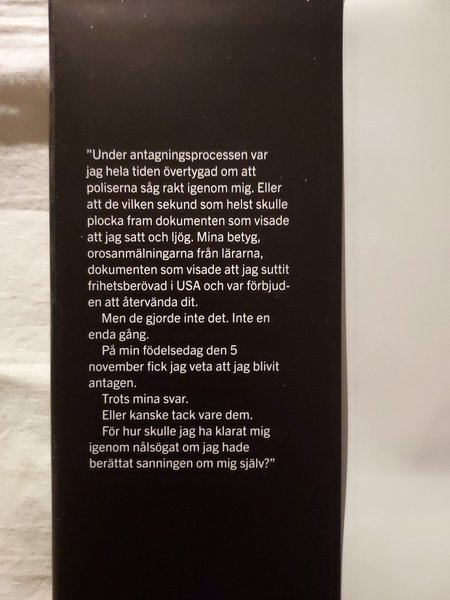 ”Under antagningsprocessen var
jag hela tiden övertygad om att
poliserna såg rakt igenom mig. Eller
att de vilken sekund som helst skulle
plocka fram dokumenten som visade
att jag satt och ljög. Mina betyg,
orosanmälningarna från lärarna,
dokumenten som visade att jag suttit
frihetsberövad i USA och var förbjud-
en att återvända dit.
Men de gjorde inte det. Inte en
enda gång.
På min födelsedag den 5
november fick jag veta att jag blivit
antagen.
Trots mina svar.
Eller kanske tack vare dem.
För hur skulle jag ha klarat mig
igenom nålsögat om jag hade
berättat sanningen om mig själv?”